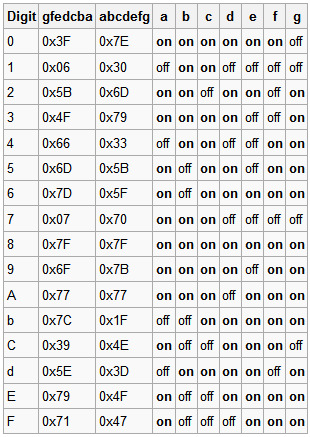 Digit gfedcba abcdefg a b c d e f g
0 0x3F 0x7E on on on on on on off
1 0x06 0x30 off on on off off off off
2 0x5B 0x6D on on off on on off on
3 0x4F 0x79 on on on on off off on
4 0x66 0x33 off on on off off on on
5 0x6D 0x5B on off on on off on on
6 0x7D 0x5F on off on on on on on
7 0x07 0x70 on on on off off off off
8 0x7F 0x7F on on on on on on on
9 0x6F 0x7B on on on on off on on
A 0x77 0x77 on on on off on on on
b 0x7C 0x1F off off on on on on on
C 0x39 0x4E on off off on on on off
d 0x5E 0x3D off on on on on off on
E 0x79 0x4F on off off on on on on
F 0x71 0x47 on off off off on on on